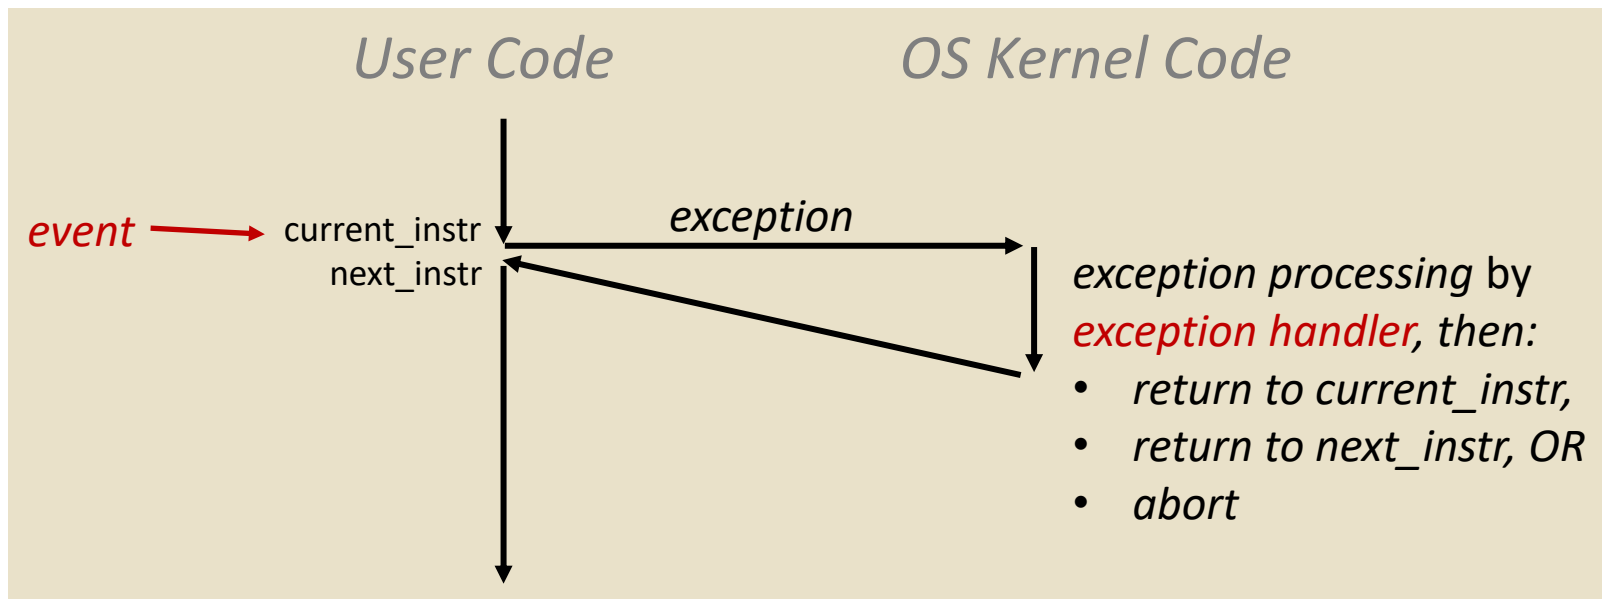 User Code
OS Kernel Code
event
current_instr
next_instr
exception
exception processing by
exception handler, then:
• return to current_instr,
• return to next_instr, OR
• abort